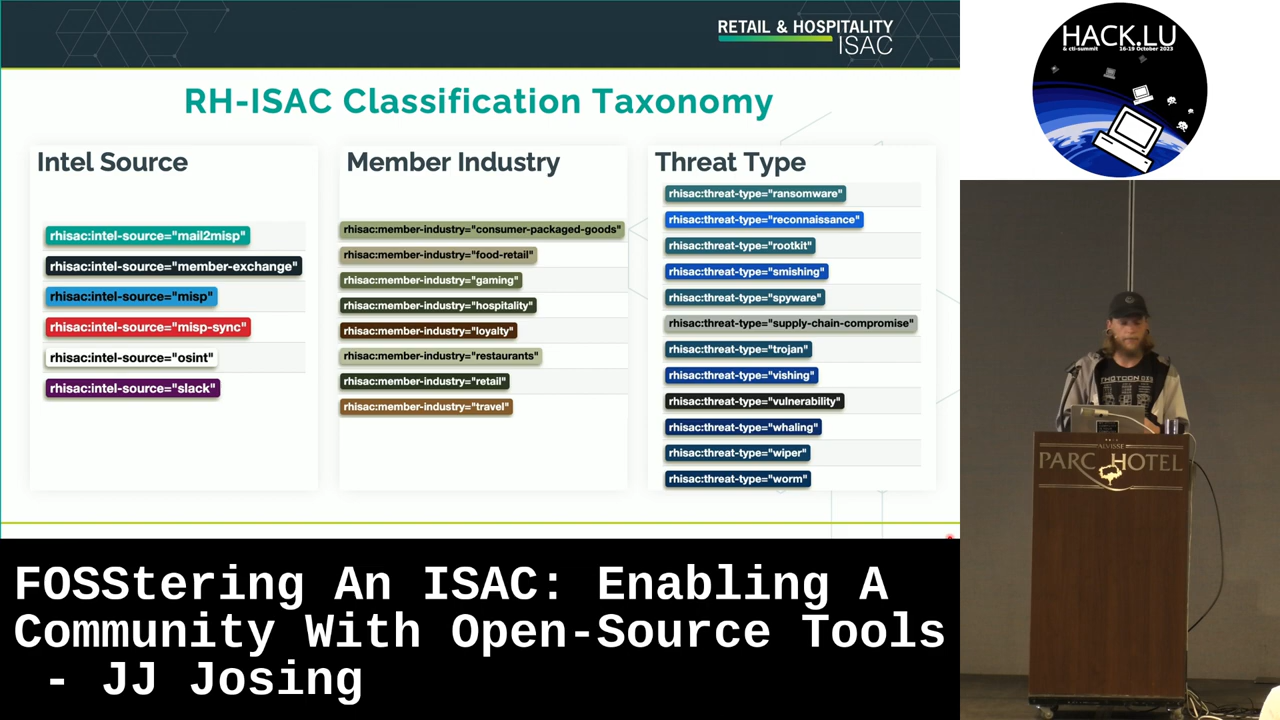 RETAIL & HOSPITALITY
ISAC
RH-ISAC Classification Taxonomy
Intel Source
rhisac:intel-source="mail2misp"
rhisac:intel-source="member-exchange"
rhisac:intel-source="misp"
rhisac:intel-source="misp-sync"
rhisac:intel-source="osint"
rhisac:intel-source="slack"
Member Industry
rhisac:member-industry="consumer-packaged-goods"
rhisac:member-industry="food-retail"
rhisac:member-industry="gaming"
rhisac:member-industry="hospitality"
rhisac:member-industry="loyalty"
rhisac:member-industry="restaurants"
rhisac:member-industry="retail"
rhisac:member-industry="travel"
Threat Type
rhisac:threat-type="ransomware"
rhisac:threat-type="reconnaissance"
rhisac:threat-type="rootkit"
rhisac:threat-type="smishing"
rhisac:threat-type="spyware"
rhisac:threat-type="supply-chain-compromise"
rhisac:threat-type="trojan"
rhisac:threat-type="vishing"
rhisac:threat-type="vulnerability"
rhisac:threat-type="whaling"
rhisac:threat-type="wiper"
rhisac:threat-type="worm"
HACK.LU
& cti-summit 16-19 October 2023
ALVISSE
PARC HOTEL
FOSStering An ISAC: Enabling A
Community With Open-Source Tools
- JJ Josing